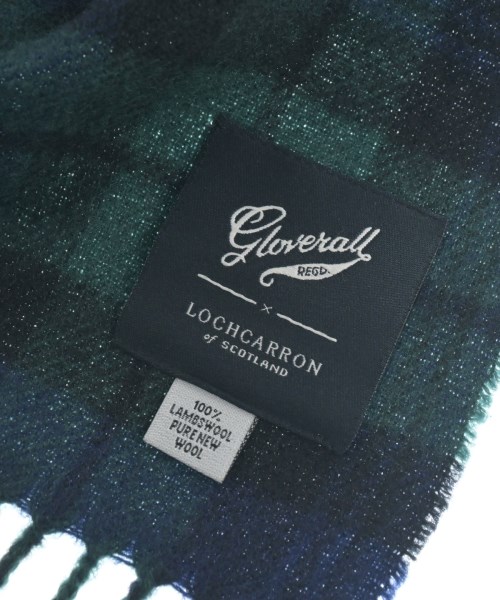 Gloverall
REGD.
×
LOCHCARRON
of SCOTLAND
100%
LAMBSWOOL
PURE NEW
WOOL